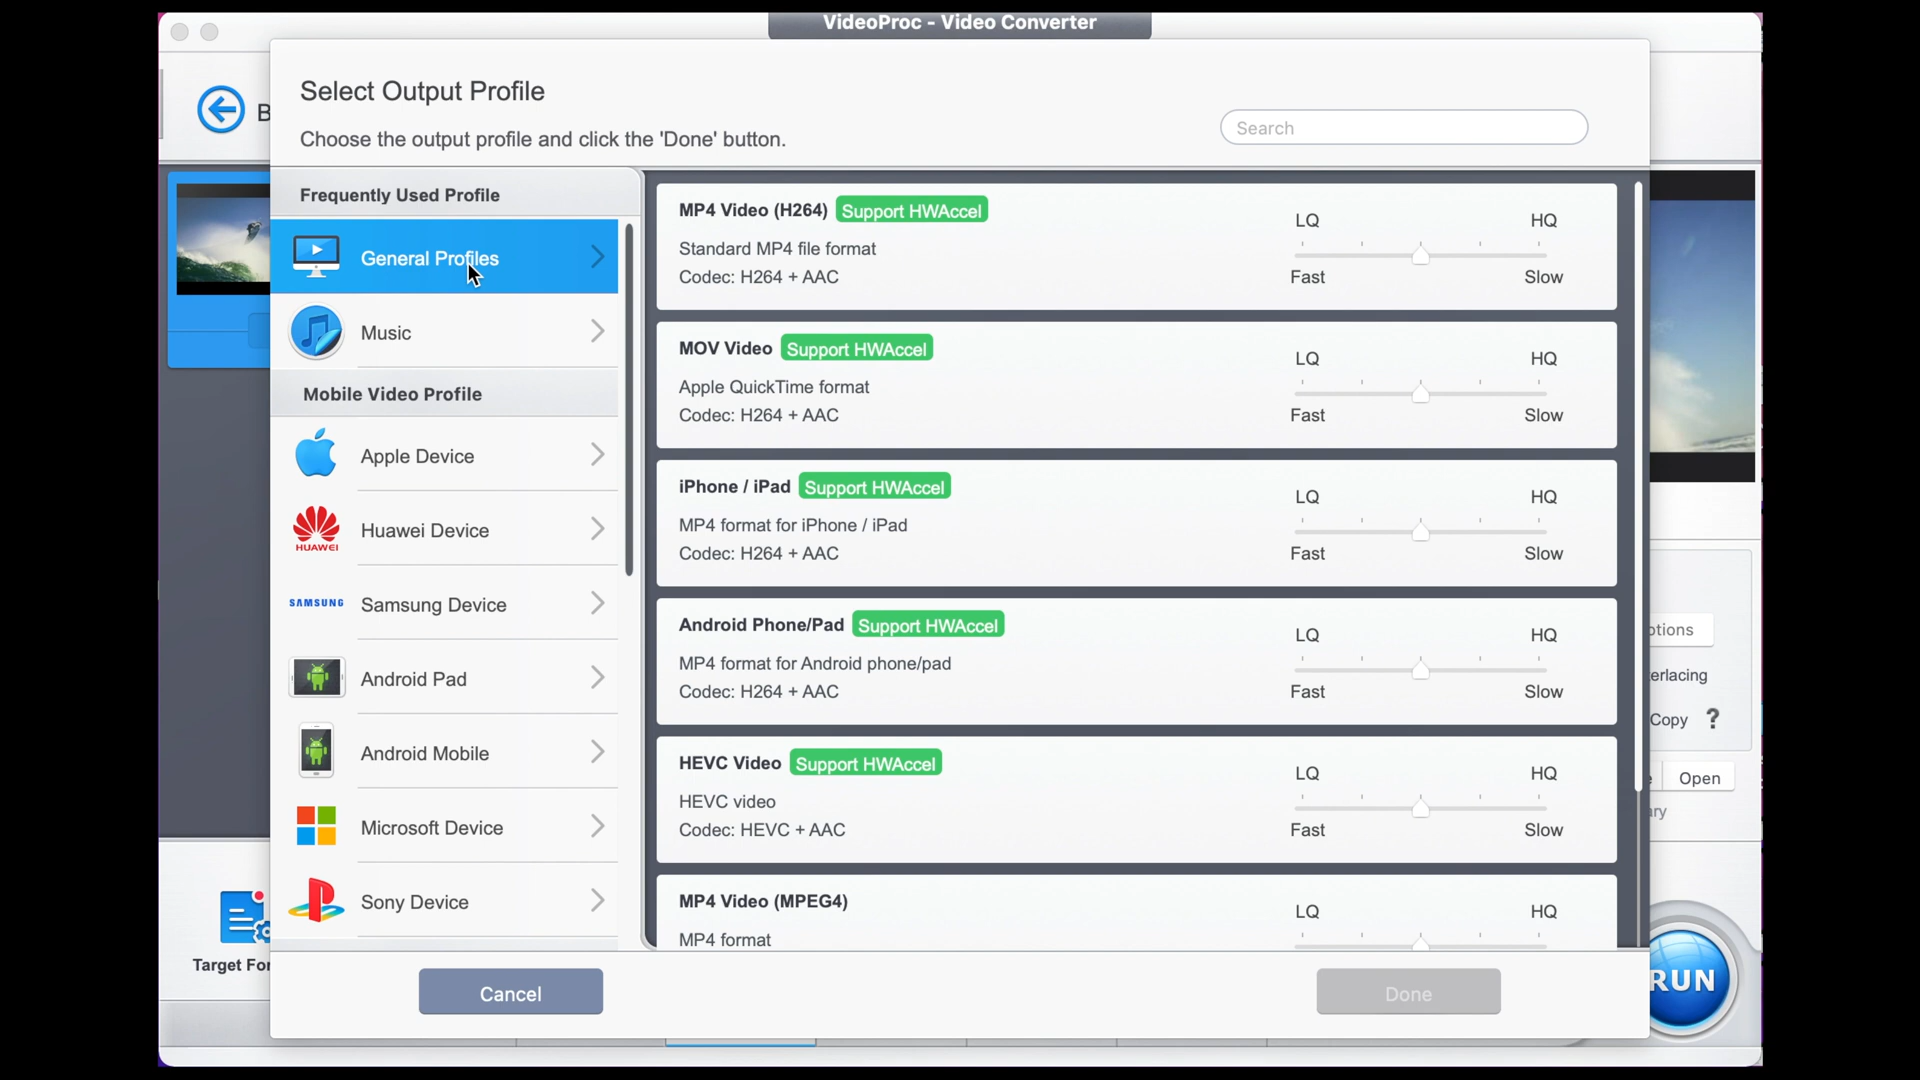 VideoProc - Video Converter
B
Select Output Profile
Choose the output profile and click the 'Done' button.
Search
Frequently Used Profile
General Profiles
Music
Mobile Video Profile
Apple Device
HUAWEI
Huawei Device
SAMSUNG
Samsung Device
Android Pad
Android Mobile
Microsoft Device
Sony Device
MP4 Video (H264) Support HWAccel
Standard MP4 file format
Codec: H264 + AAC
LQ HQ
Fast Slow
MOV Video Support HWAccel
Apple QuickTime format
Codec: H264 + AAC
LQ HQ
Fast Slow
iPhone / iPad Support HWAccel
MP4 format for iPhone / iPad
Codec: H264 + AAC
LQ HQ
Fast Slow
Android Phone/Pad Support HWAccel
MP4 format for Android phone/pad
Codec: H264 + AAC
LQ HQ
Fast Slow
HEVC Video Support HWAccel
HEVC video
Codec: HEVC + AAC
LQ HQ
Fast Slow
MP4 Video (MPEG4)
MP4 format
LQ HQ
ptions
erlacing
Copy ?
Open
ary
Target For
Cancel
Done
RUN